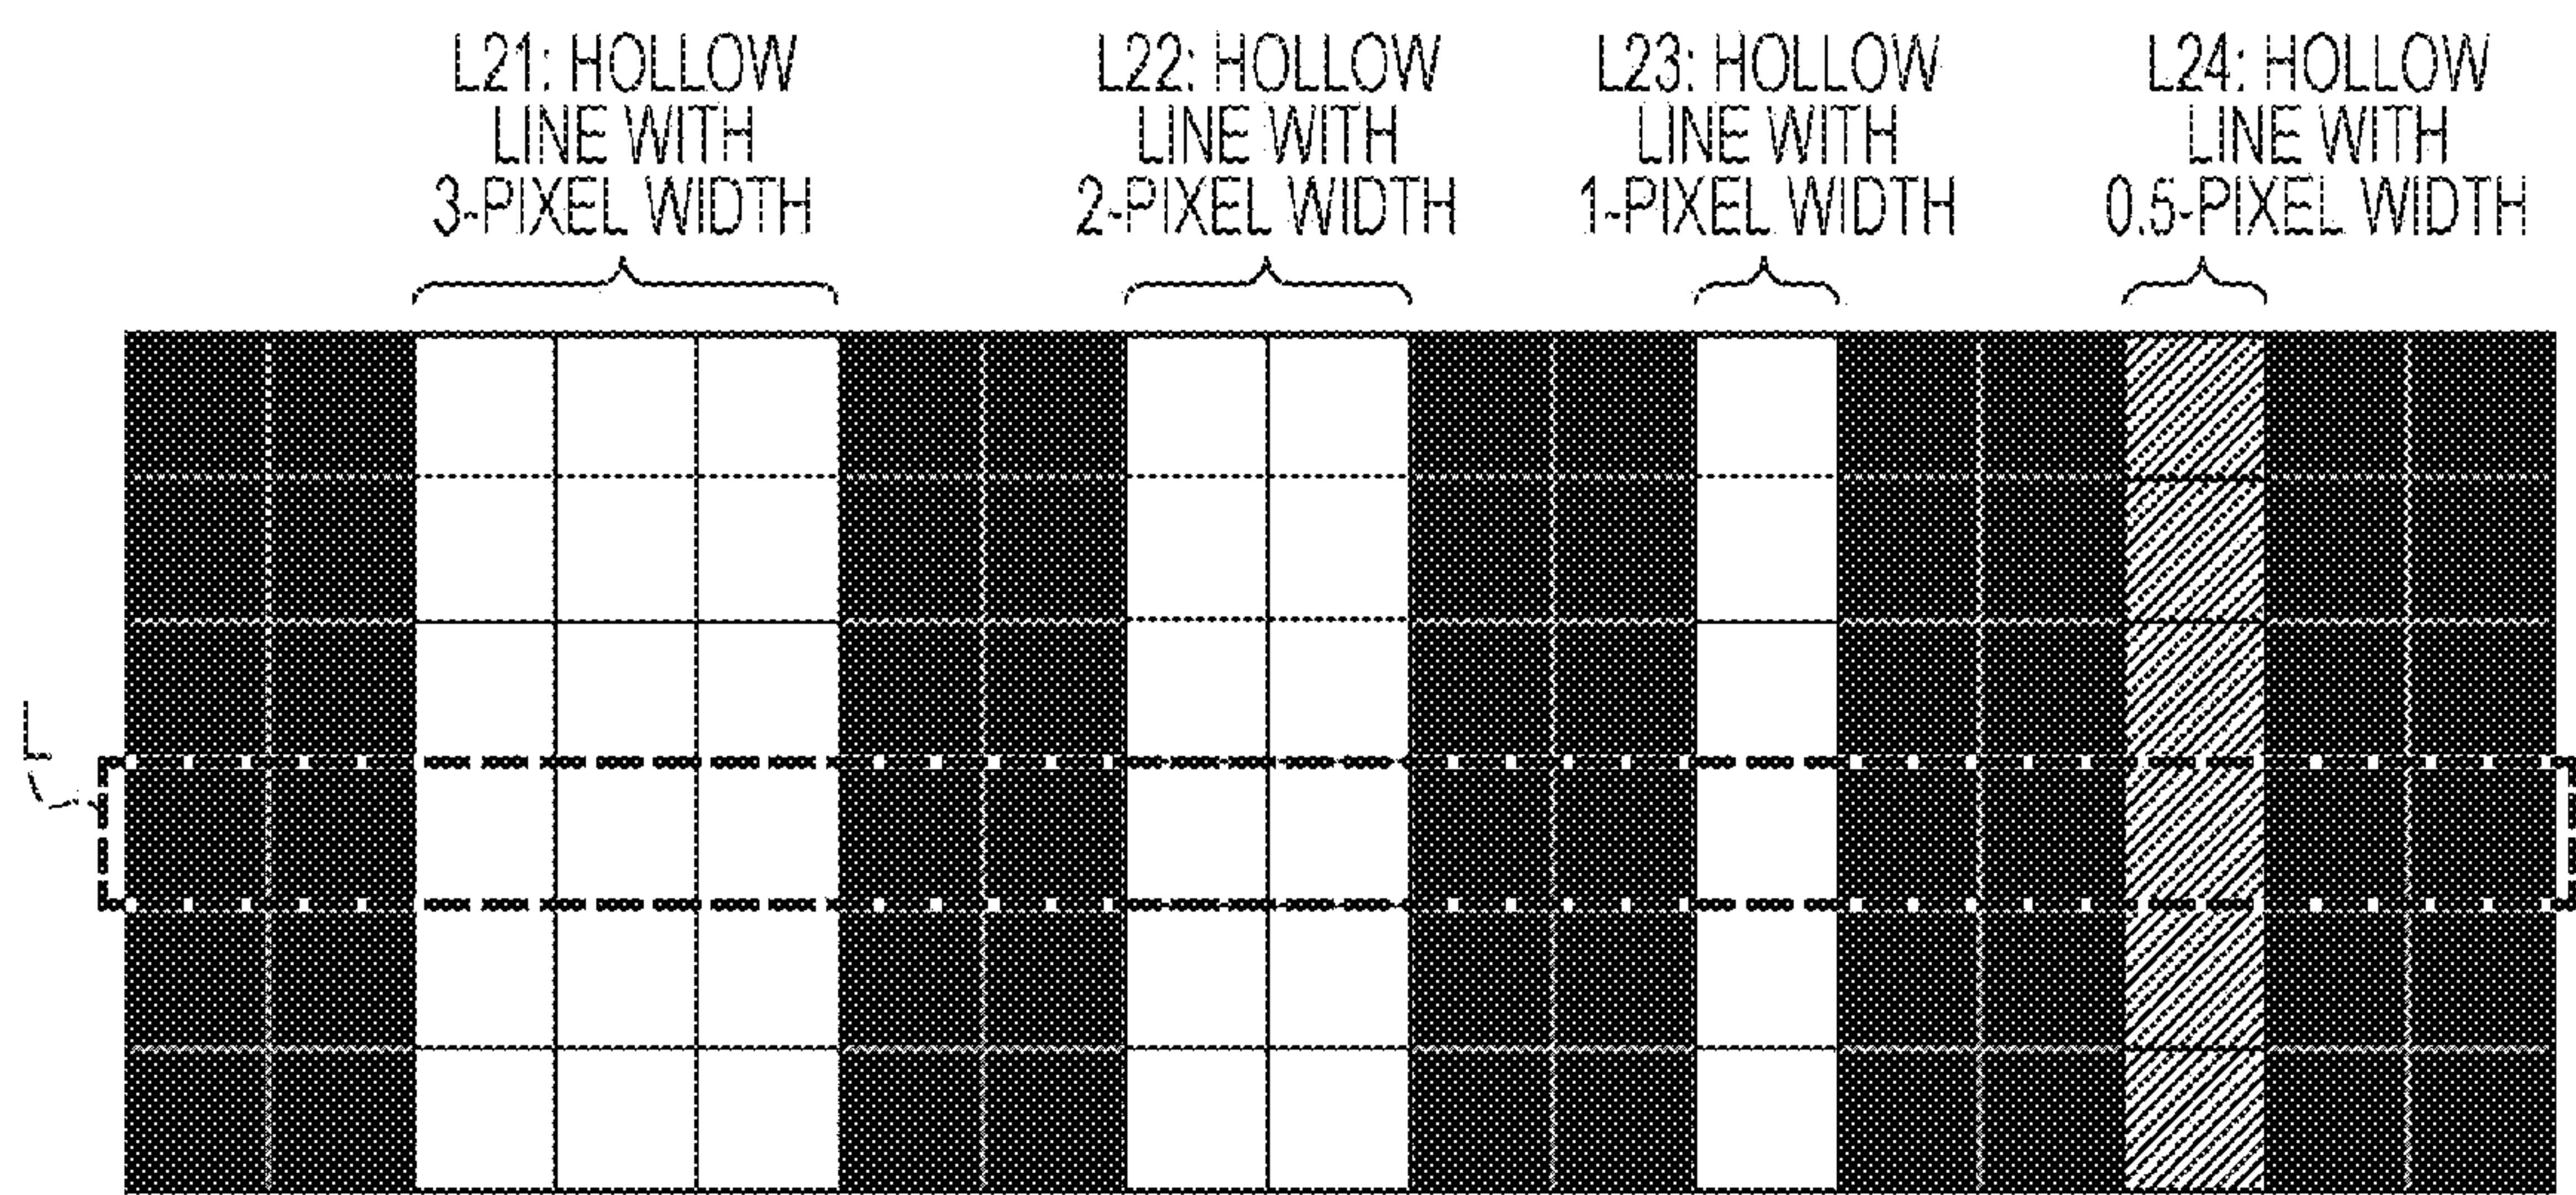 L21: HOLLOW
LINE WITH
3-PIXEL WIDTH
L22: HOLLOW
LINE WITH
2-PIXEL WIDTH
L23: HOLLOW
LINE WITH
1-PIXEL WIDTH
L24: HOLLOW
LINE WITH
0.5-PIXEL WIDTH
L